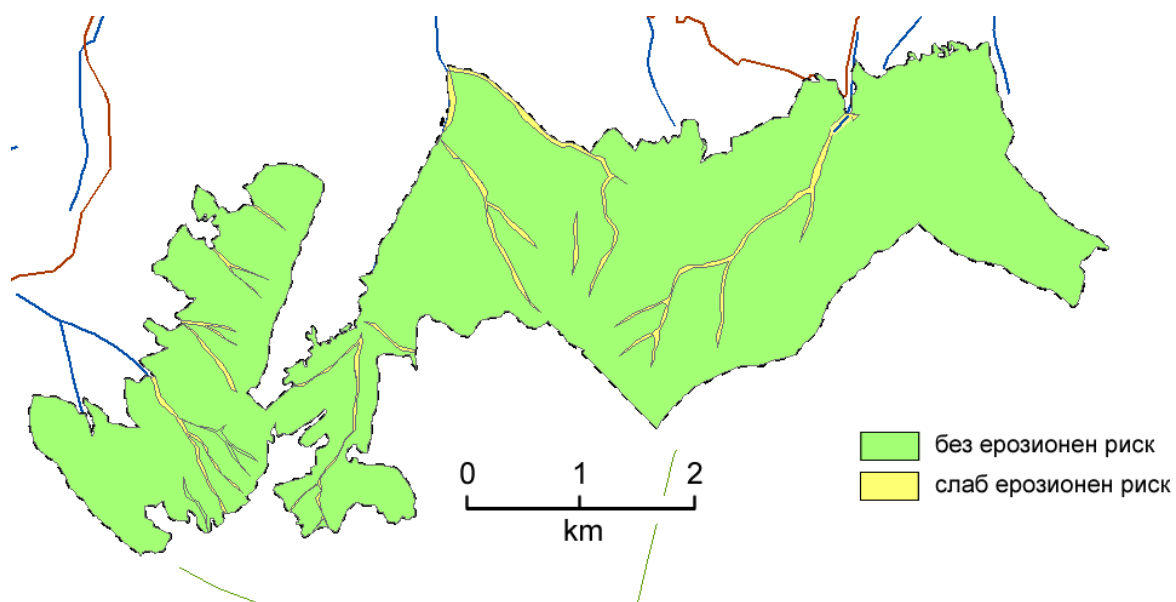 без ерозионен риск
слаб ерозионен риск
0 1 2
km